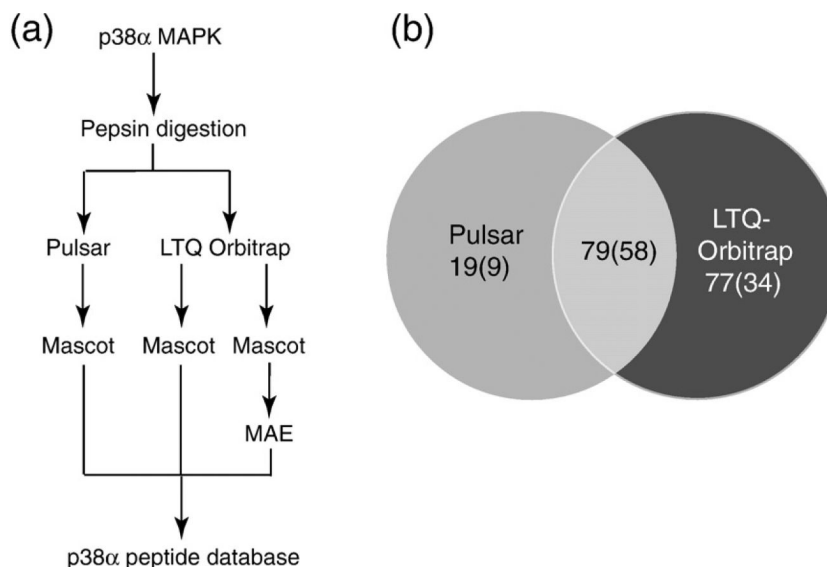 (a)
p38α MAPK
Pepsin digestion
Pulsar LTQ Orbitrap
Mascot Mascot Mascot
MAE
p38α peptide database
(b)
Pulsar
19(9)
79(58)
LTQ-
Orbitrap
77(34)